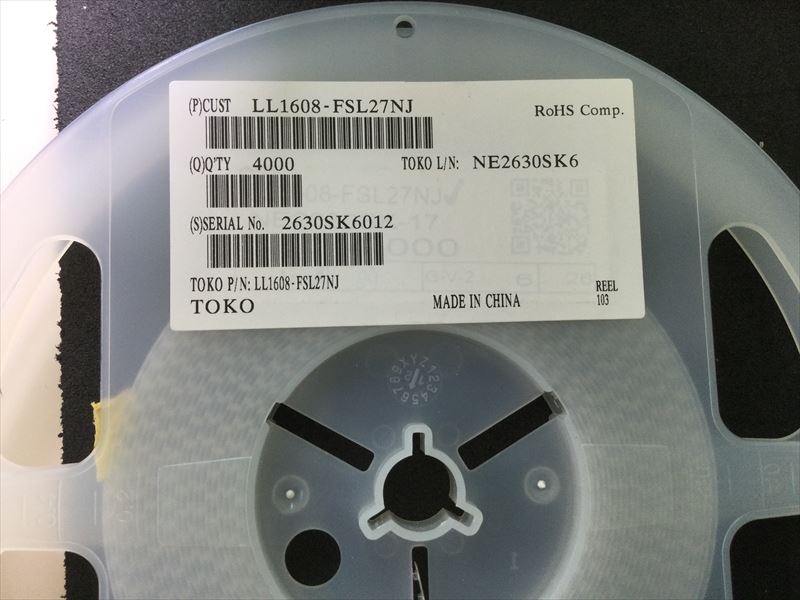 (P)CUST LL1608-FSL27NJ
RoHS Comp.
(Q)Q'TY 4000 TOKO L/N: NE2630SK6
(S)SERIAL No. 2630SK6012
TOKO P/N: LL1608-FSL27NJ
TOKO MADE IN CHINA
REEL
103